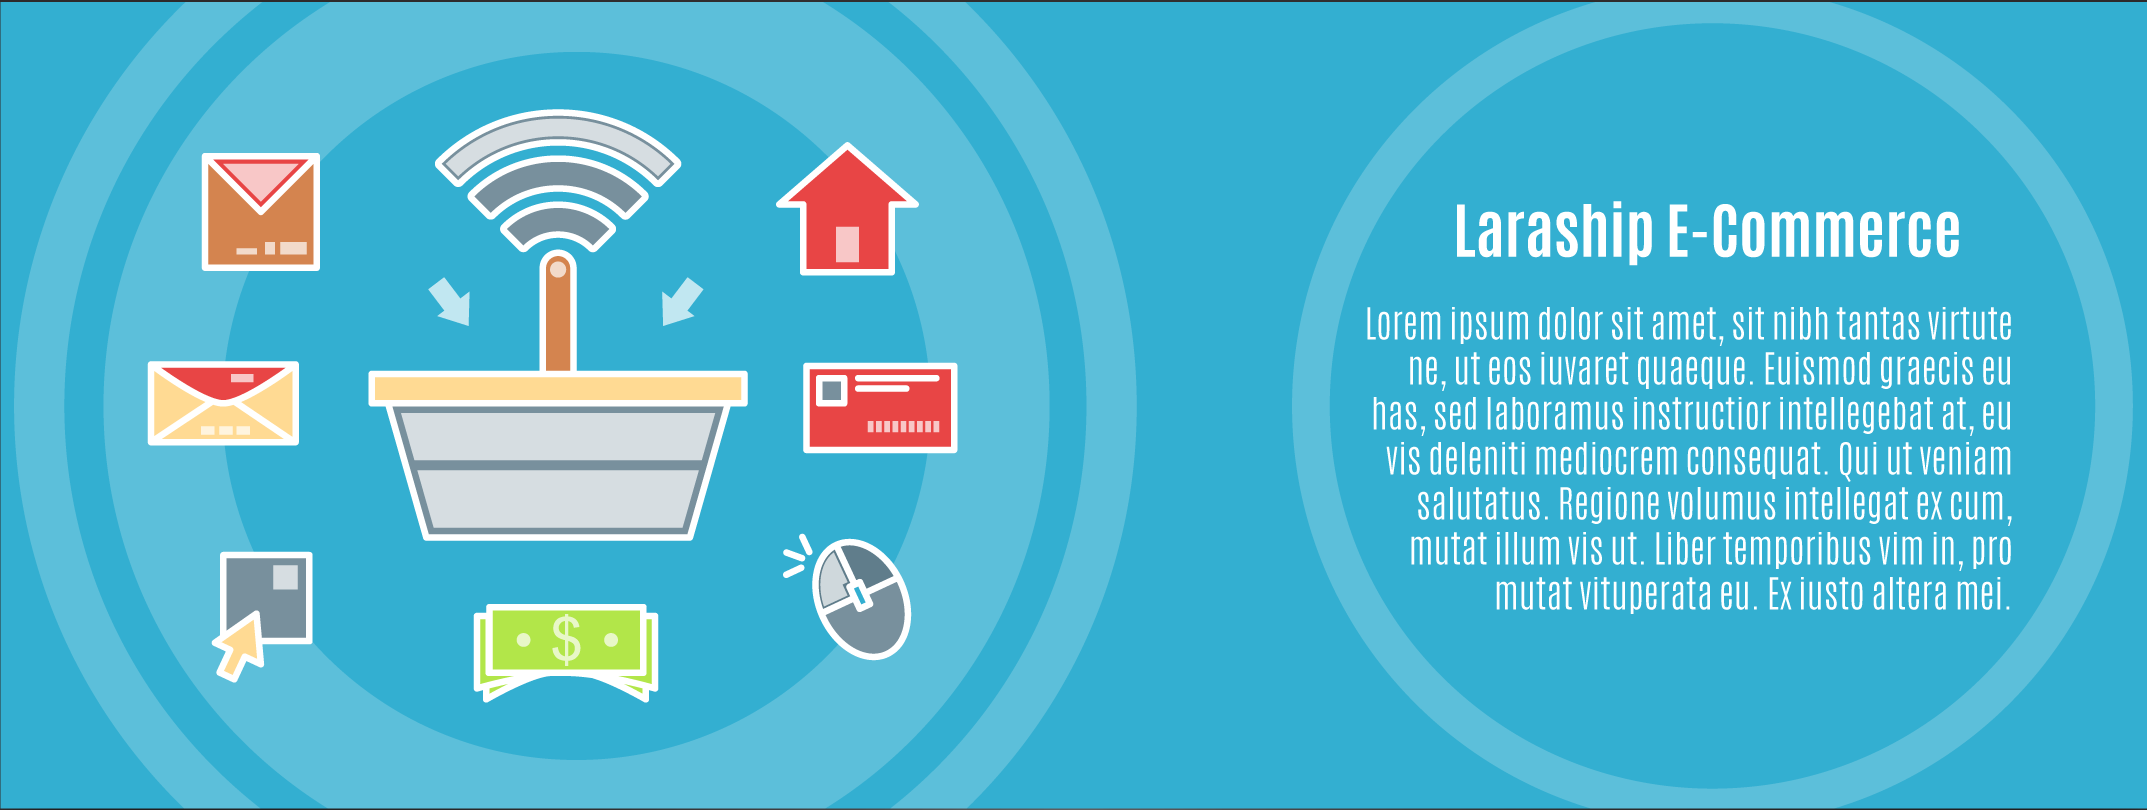 Laraship E-Commerce
Lorem ipsum dolor sit amet, sit nibh tantas virtute
ne, ut eos iuvaret quaeque. Euismod graecis eu
has, sed laboramus instructior intellegebat at, eu
vis deleniti mediocrem consequat. Qui ut veniam
salutatus. Regione volumus intellegat ex cum,
mutat illum vis ut. Liber temporibus vim in, pro
mutat vituperata eu. Ex iusto altera mei.
$